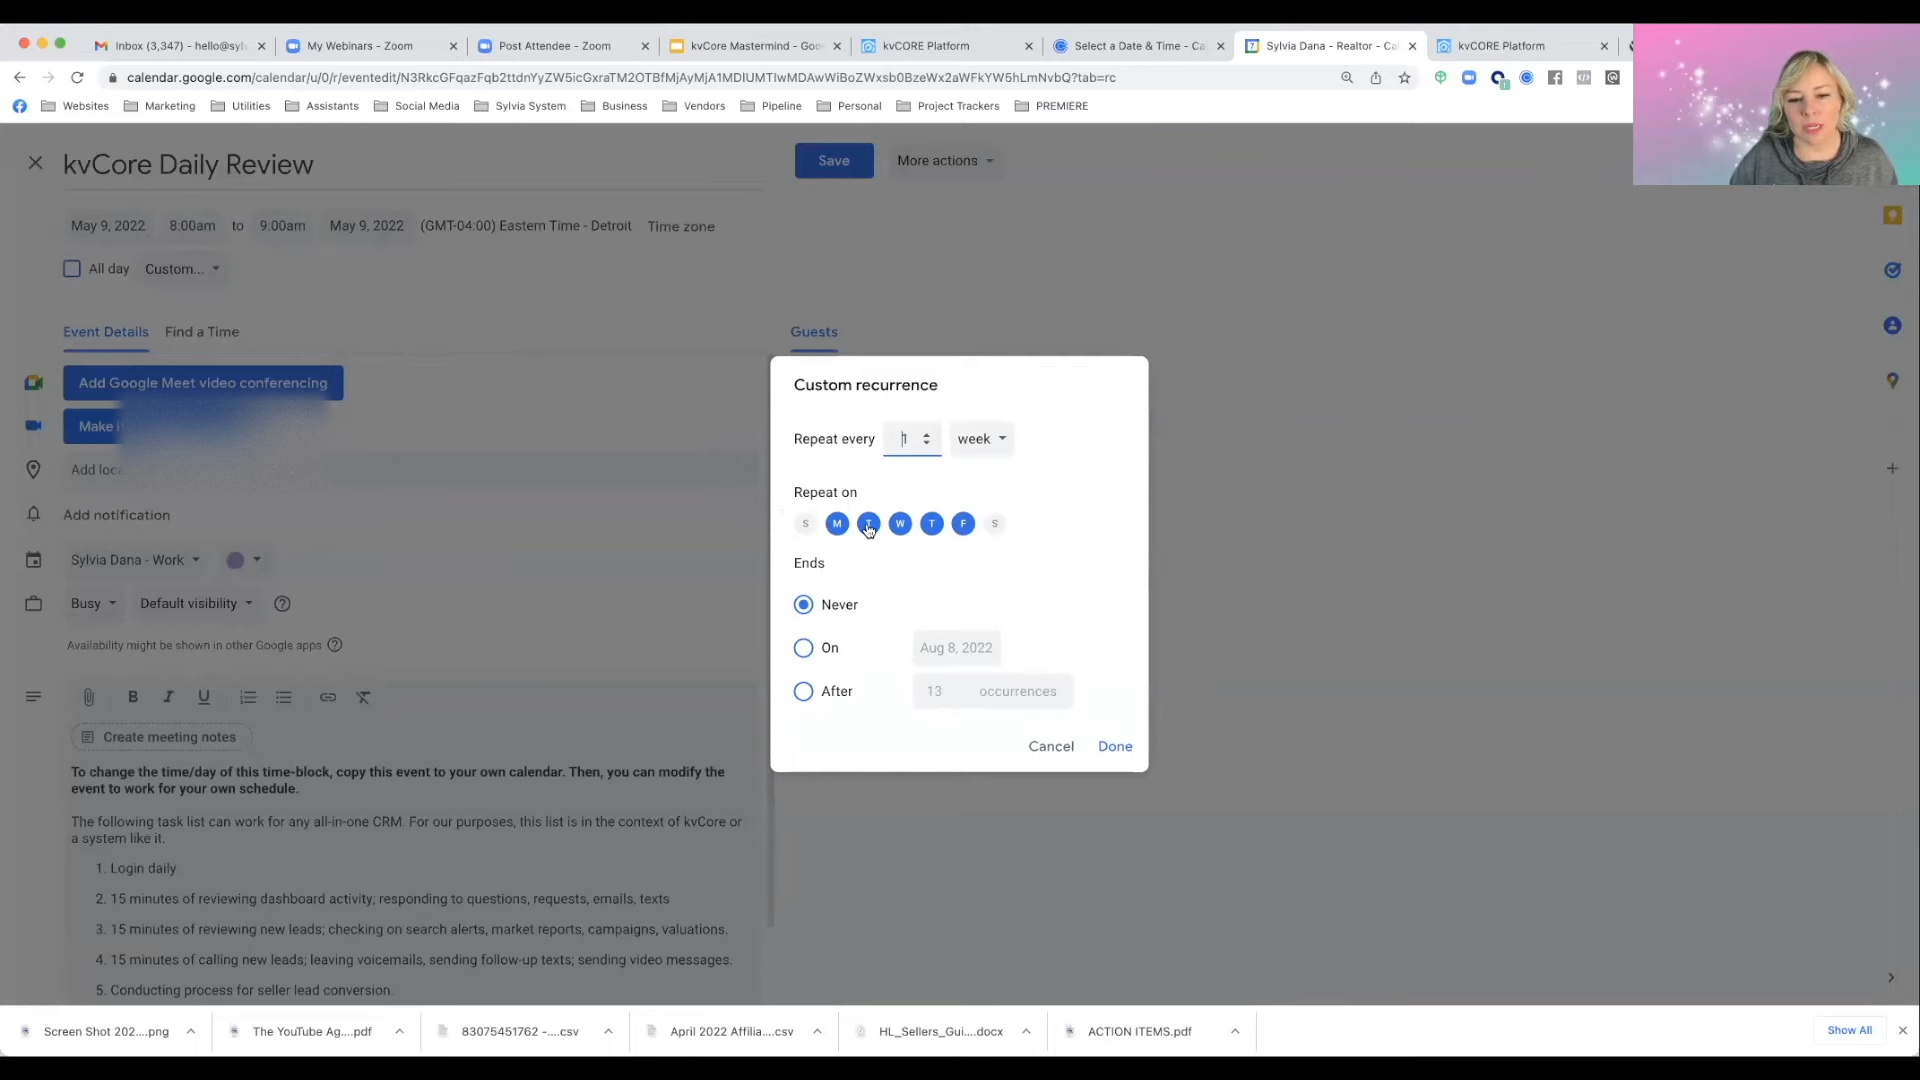 Inbox (3,347) - hello@syl
My Webinars - Zoom
Post Attendee - Zoom
kvCore Mastermind - Goo
kvCORE Platform
Select a Date & Time - Ca
Sylvia Dana - Realtor - Ca
kvCORE Platform
calendar.google.com/calendar/u/0/r/eventedit/N3RkcGFqazFqb2ttdnYyZW5icGxraTM2OTBfMjAyMjA1MDlUMTIwMDAwWiBoZWxsb0BzeWx2aWFkYW5hLmNvbQ?tab=rc
Websites
Marketing
Utilities
Assistants
Social Media
Sylvia System
Business
Vendors
Pipeline
Personal
Project Trackers
PREMIERE
kvCore Daily Review
Save
More actions
May 9, 2022 8:00am to 9:00am May 9, 2022 (GMT-04:00) Eastern Time - Detroit Time zone
All day Custom...
Event Details Find a Time
Guests
Add Google Meet video conferencing
Make i
Add loca
Add notification
Sylvia Dana - Work
Busy Default visibility
Availability might be shown in other Google apps
Create meeting notes
To change the time/day of this time-block, copy this event to your own calendar. Then, you can modify the
event to work for your own schedule.
The following task list can work for any all-in-one CRM. For our purposes, this list is in the context of kvCore or
a system like it.
1. Login daily
2. 15 minutes of reviewing dashboard activity; responding to questions, requests, emails, texts
3. 15 minutes of reviewing new leads; checking on search alerts, market reports, campaigns, valuations.
4. 15 minutes of calling new leads; leaving voicemails, sending follow-up texts; sending video messages.
5. Conducting process for seller lead conversion.
Custom recurrence
Repeat every 1 week
Repeat on
S M T W T F S
Ends
Never
On Aug 8, 2022
After 13 occurrences
Cancel Done
Screen Shot 202....png
The YouTube Ag....pdf
83075451762 -....csv
April 2022 Affilia....csv
HL_Sellers_Gui....docx
ACTION ITEMS.pdf
Show All